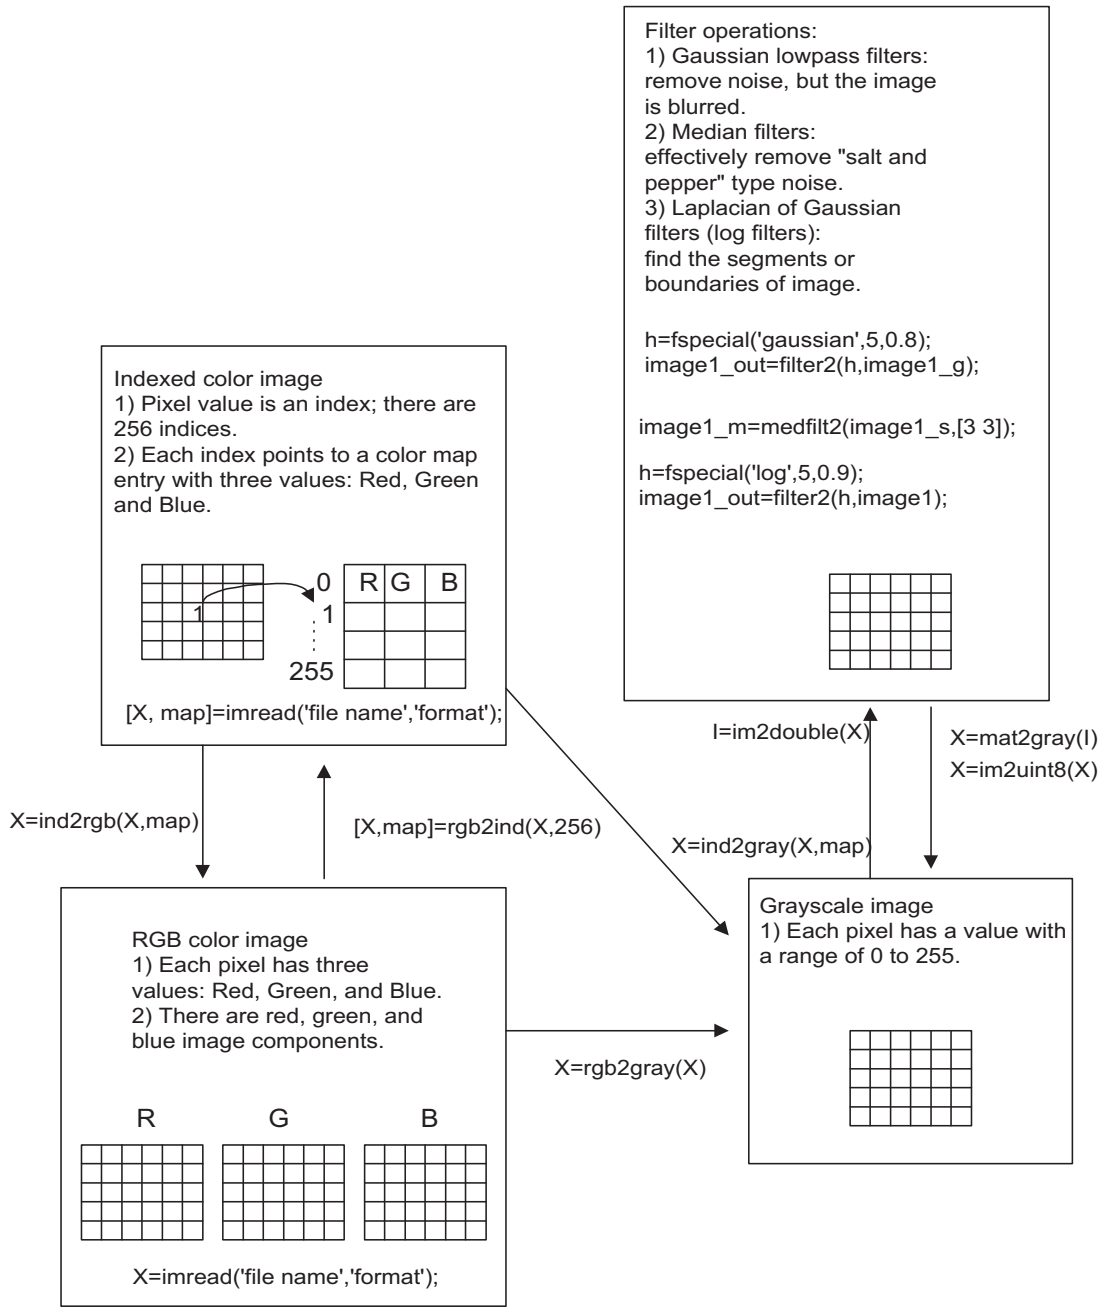 Filter operations:
1) Gaussian lowpass filters:
remove noise, but the image
is blurred.
2) Median filters:
effectively remove "salt and
pepper" type noise.
3) Laplacian of Gaussian
filters (log filters):
find the segments or
boundaries of image.
h=fspecial('gaussian',5,0.8);
image1_out=filter2(h,image1_g);
image1_m=medfilt2(image1_s,[3 3]);
h=fspecial('log',5,0.9);
image1_out=filter2(h,image1);
Indexed color image
1) Pixel value is an index; there are
256 indices.
2) Each index points to a color map
entry with three values: Red, Green
and Blue.
0 R G B
1 1
255
[X, map]=imread('file name','format');
I=im2double(X)
X=mat2gray(I)
X=im2uint8(X)
X=ind2rgb(X,map)
[X,map]=rgb2ind(X,256)
X=ind2gray(X,map)
RGB color image
1) Each pixel has three
values: Red, Green, and Blue.
2) There are red, green, and
blue image components.
R G B
X=imread('file name','format');
X=rgb2gray(X)
Grayscale image
1) Each pixel has a value with
a range of 0 to 255.